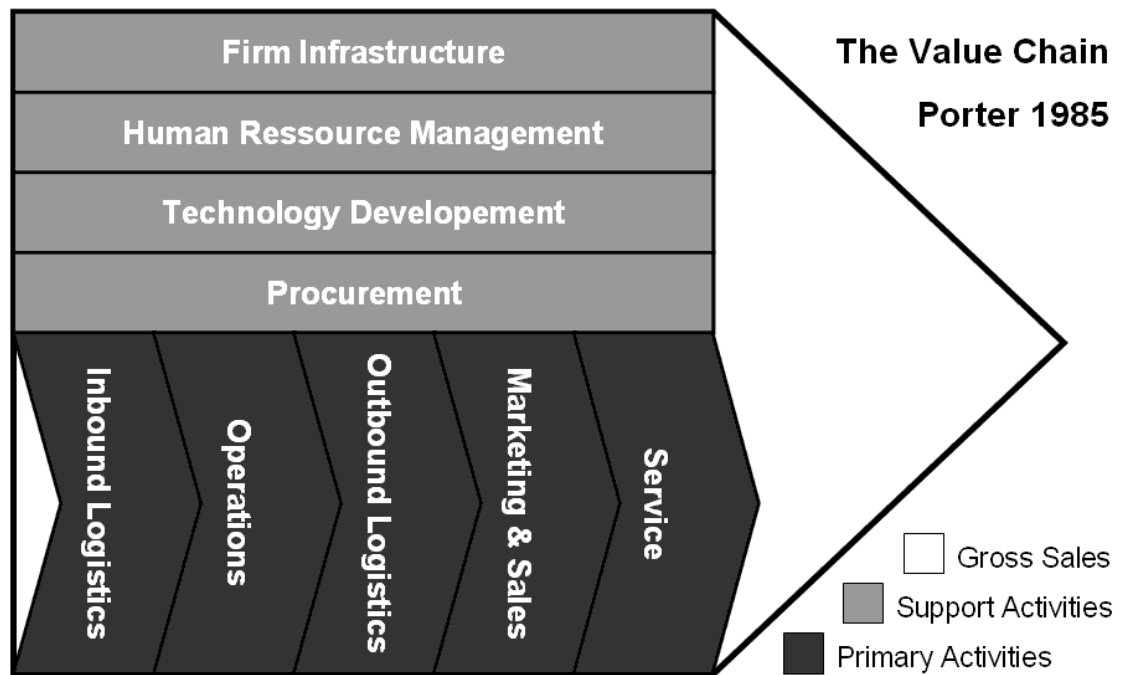 Firm Infrastructure
Human Ressource Management
Technology Developement
Procurement
Inbound Logistics
Operations
Outbound Logistics
Marketing & Sales
Service
The Value Chain
Porter 1985
Gross Sales
Support Activities
Primary Activities